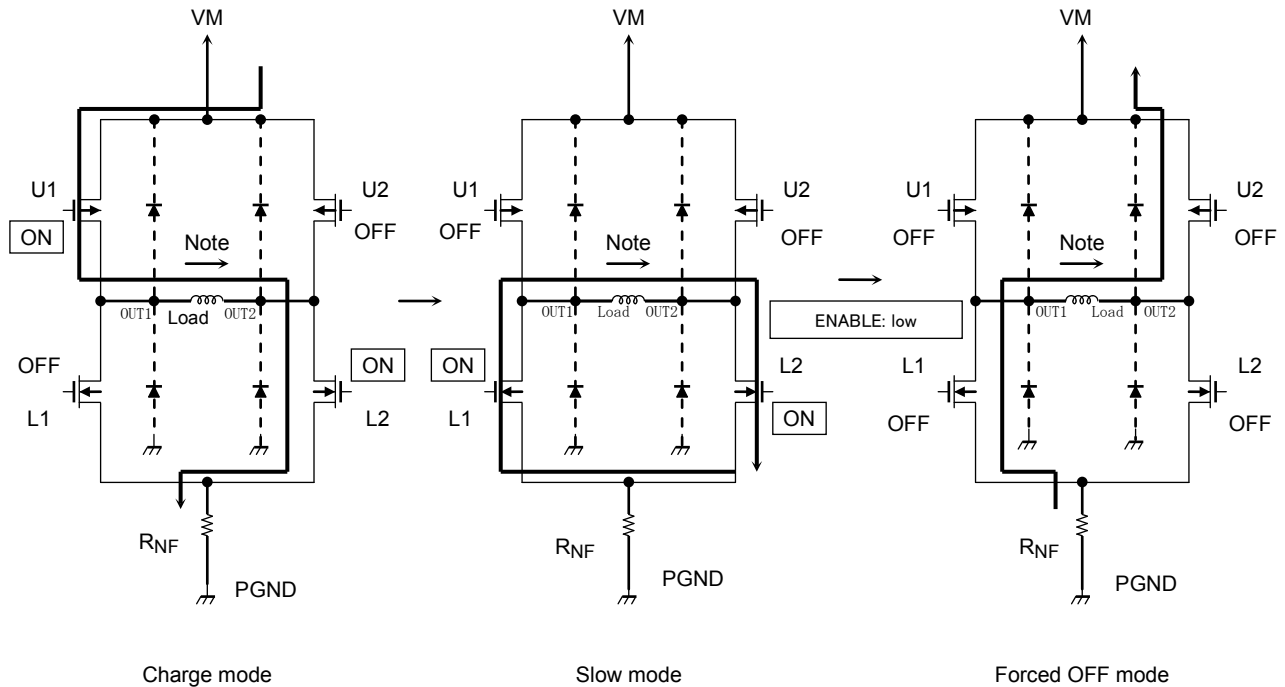 VM
VM
VM
U1
U2
U1
U2
U1
U2
ON
OFF
OFF
OFF
OFF
OFF
Note
Note
Note
OUT1
Load
OUT2
OUT1
Load
OUT2
ENABLE: low
OUT1
Load
OUT2
OFF
ON
ON
L2
L1
L2
L1
L2
L1
ON
OFF
OFF
RNF
RNF
RNF
PGND
PGND
PGND
Charge mode
Slow mode
Forced OFF mode